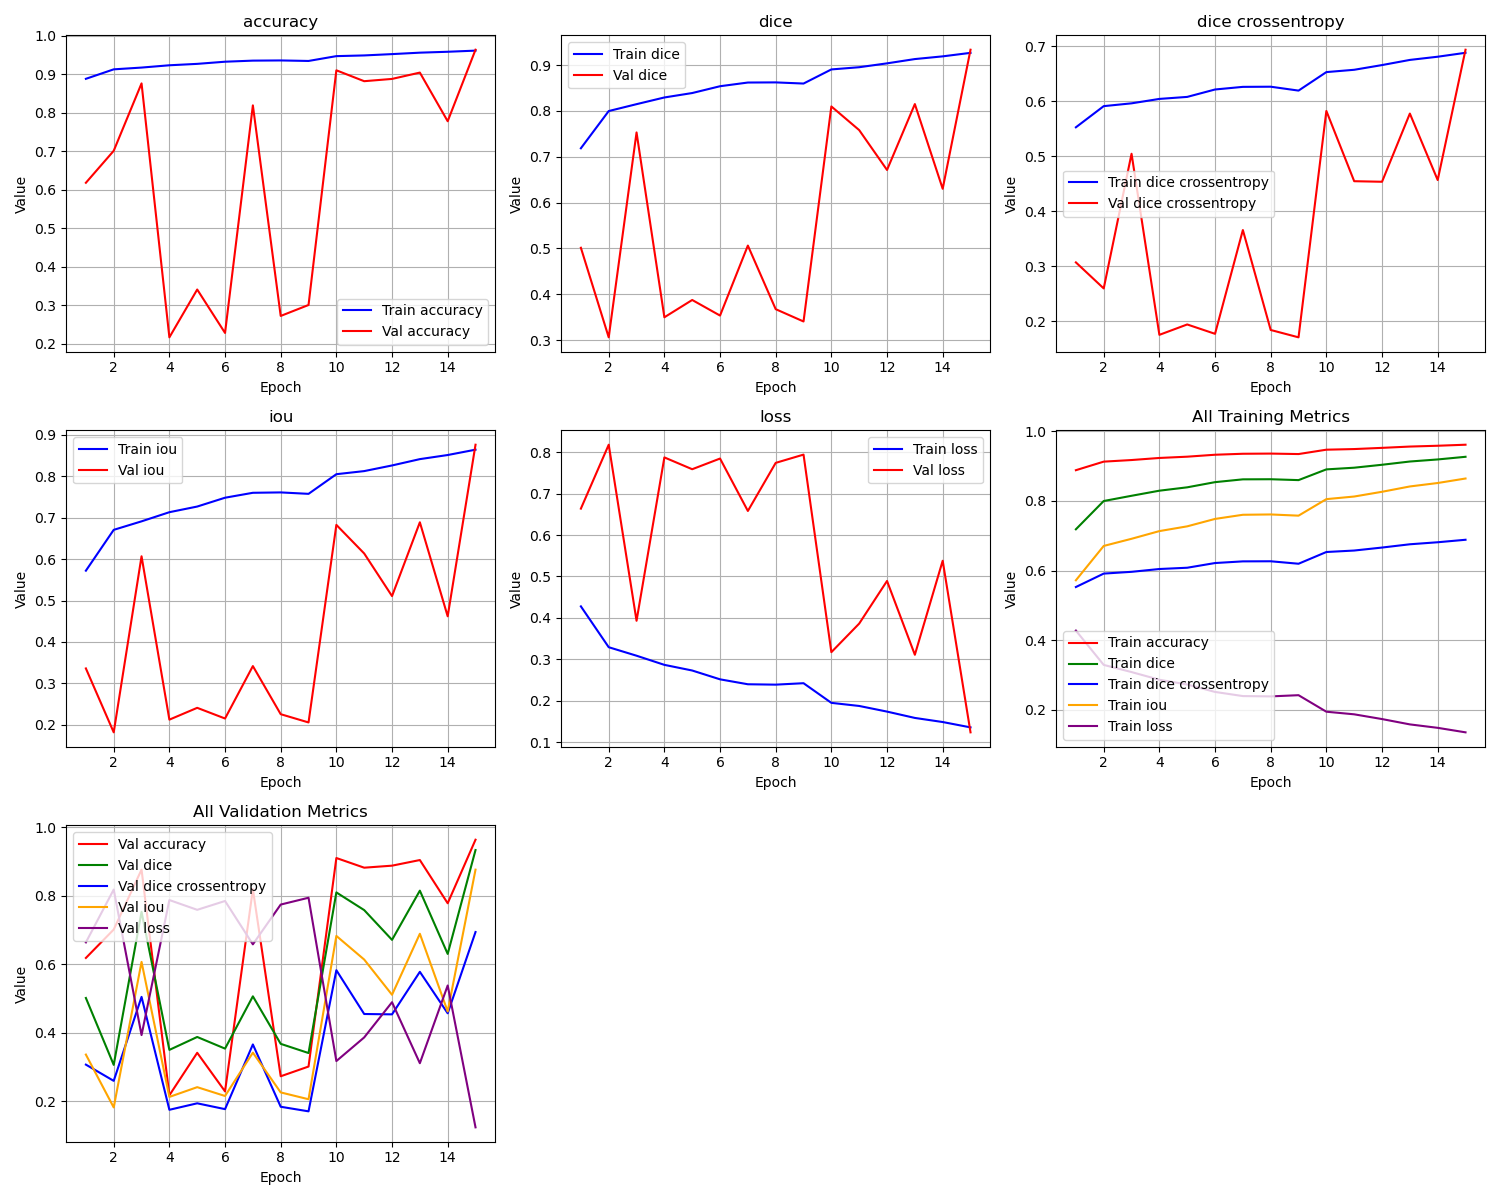 accuracy
1.0
0.9
0.8
0.7
0.6
0.5
0.4
0.3
0.2
Value
Train accuracy
Val accuracy
2 4 6 8 10 12 14
Epoch
dice
0.9
0.8
0.7
0.6
0.5
0.4
0.3
Value
Train dice
Val dice
2 4 6 8 10 12 14
Epoch
dice crossentropy
0.7
0.6
0.5
0.4
0.3
0.2
Value
Train dice crossentropy
Val dice crossentropy
2 4 6 8 10 12 14
Epoch
iou
0.9
0.8
0.7
0.6
0.5
0.4
0.3
0.2
Value
Train iou
Val iou
2 4 6 8 10 12 14
Epoch
loss
0.8
0.7
0.6
0.5
0.4
0.3
0.2
0.1
Value
Train loss
Val loss
2 4 6 8 10 12 14
Epoch
All Training Metrics
1.0
0.8
0.6
0.4
0.2
Value
Train accuracy
Train dice
Train dice crossentropy
Train iou
Train loss
2 4 6 8 10 12 14
Epoch
All Validation Metrics
1.0
0.8
0.6
0.4
0.2
Value
Val accuracy
Val dice
Val dice crossentropy
Val iou
Val loss
2 4 6 8 10 12 14
Epoch